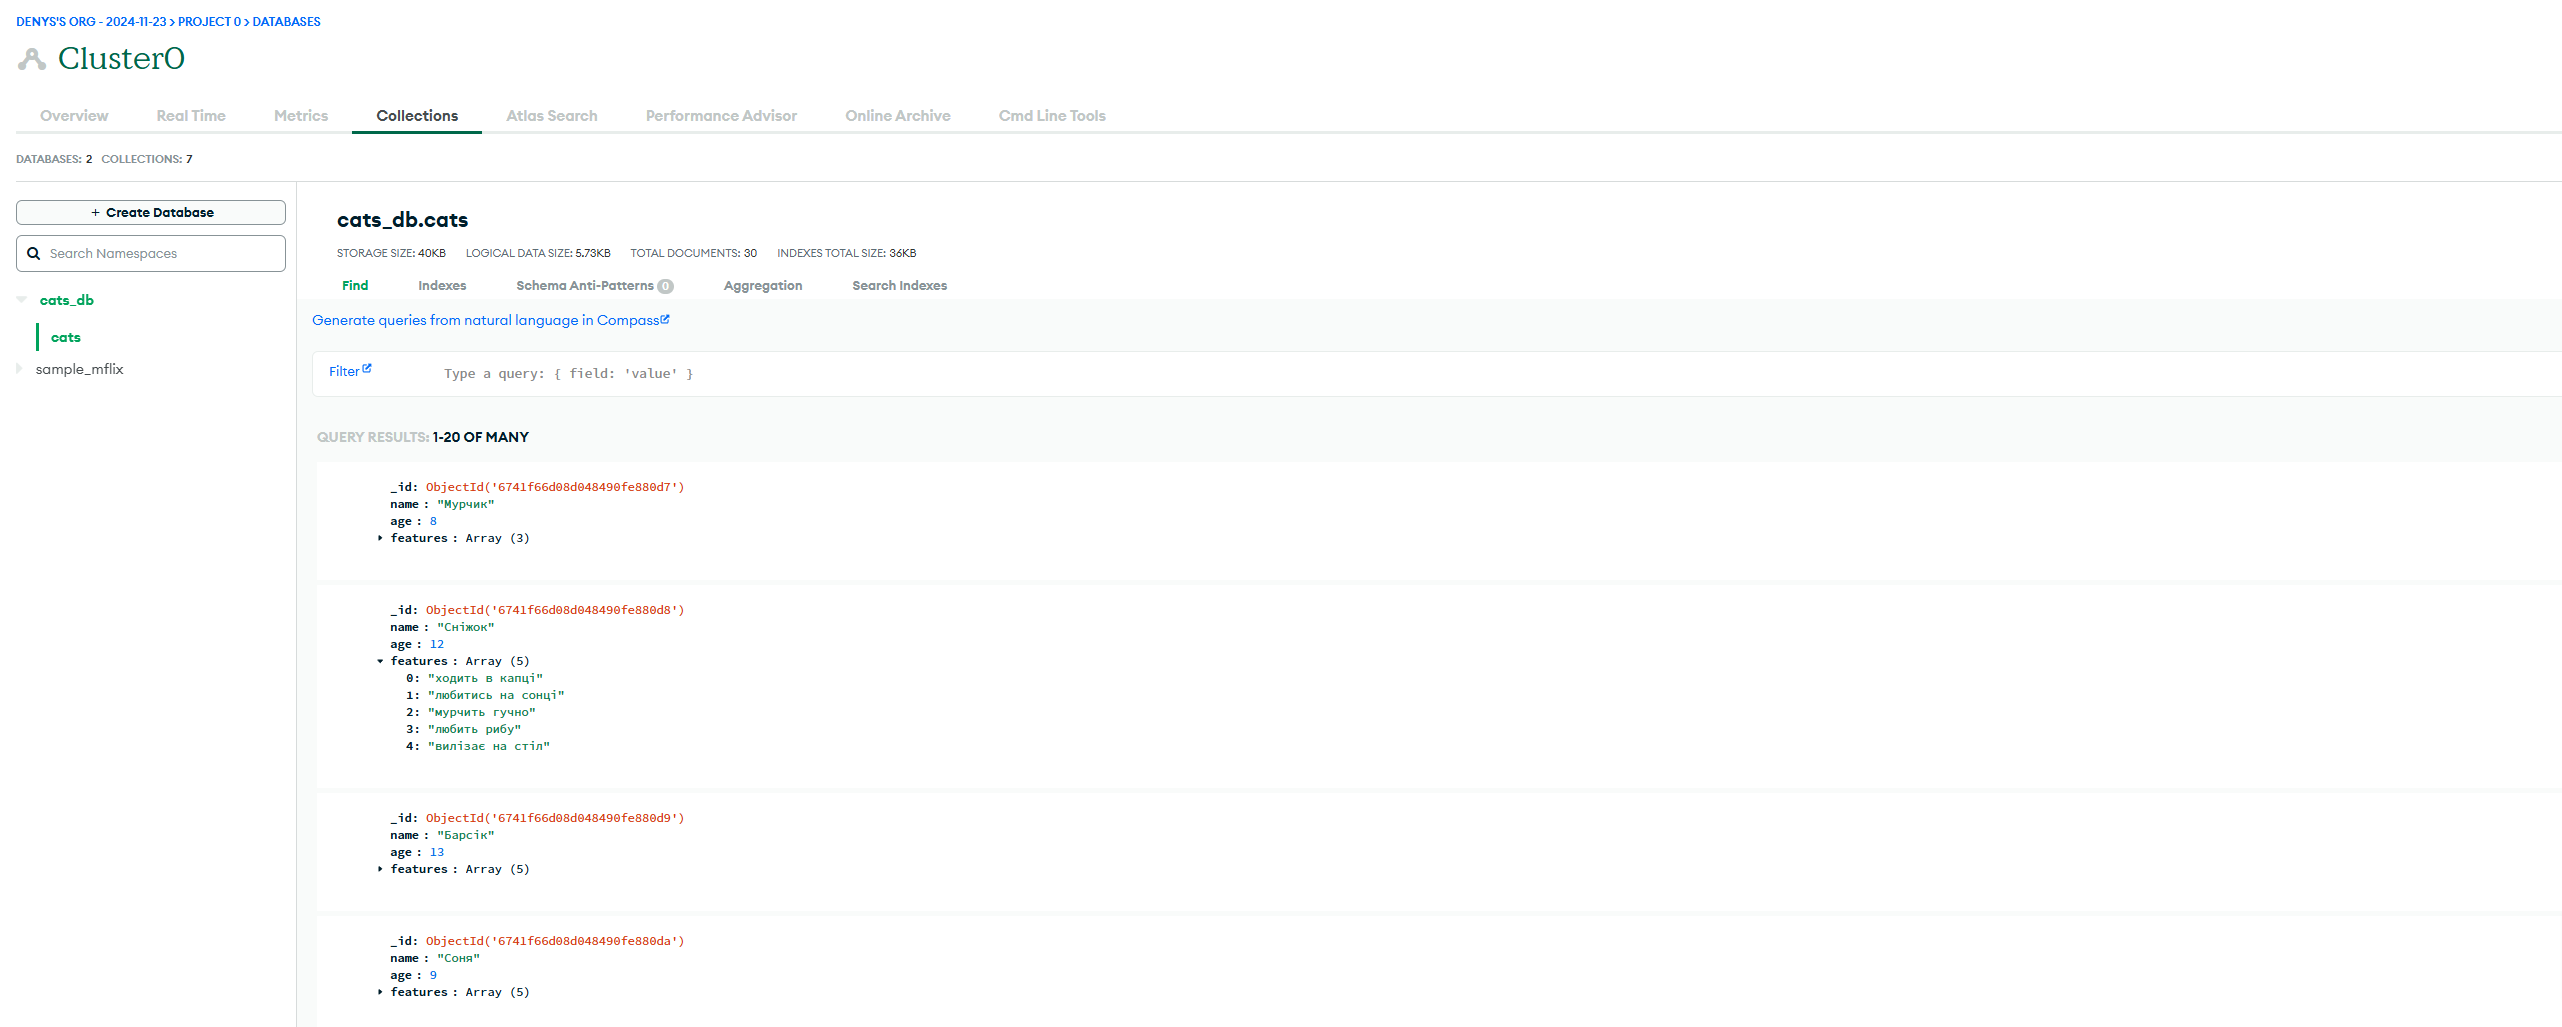 DENYS'S ORG - 2024-11-23 > PROJECT 0 > DATABASES
Cluster0
Overview Real Time Metrics Collections Atlas Search Performance Advisor Online Archive Cmd Line Tools
DATABASES: 2 COLLECTIONS: 7
+ Create Database
Search Namespaces
cats_db
cats
sample_mflix
cats_db.cats
STORAGE SIZE: 40KB LOGICAL DATA SIZE: 5.73KB TOTAL DOCUMENTS: 30 INDEXES TOTAL SIZE: 36KB
Find Indexes Schema Anti-Patterns 0 Aggregation Search Indexes
Generate queries from natural language in Compass
Filter Type a query: { field: 'value' }
QUERY RESULTS: 1-20 OF MANY
_id: ObjectId('6741f66d08d048490fe880d7')
name : "Мурчик"
age : 8
features : Array (3)
_id: ObjectId('6741f66d08d048490fe880d8')
name : "Сніжок"
age : 12
features : Array (5)
0: "ходить в капці"
1: "любитись на сонці"
2: "мурчить гучно"
3: "любить рибу"
4: "вилізає на стіл"
_id: ObjectId('6741f66d08d048490fe880d9')
name : "Барсік"
age : 13
features : Array (5)
_id: ObjectId('6741f66d08d048490fe880da')
name : "Соня"
age : 9
features : Array (5)